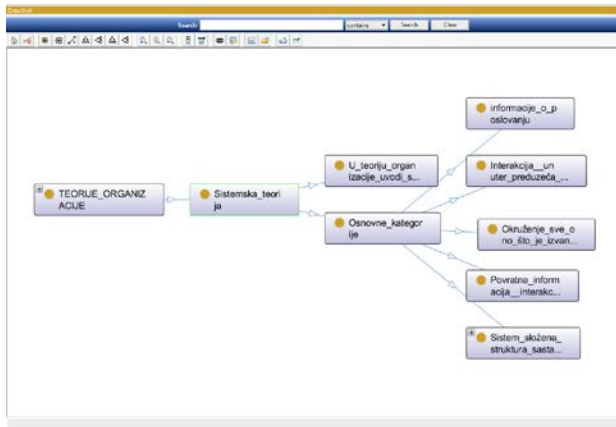 OntoGraf
Search:
contains
Search
Clear
informacije_o_p
oslovanju
U_teoriju_organ
izacije_uvodi_s...
Interakcija__un
uter_preduzeća_...
TEORIJE_ORGANIZ
ACIJE
Sistemska_teori
ja
Osnovne_kategor
ije
Okruženje_sve_o
no_što_je_izvan...
Povratna_inform
acija__interakc...
Sistem_složena_
struktura_sasta...